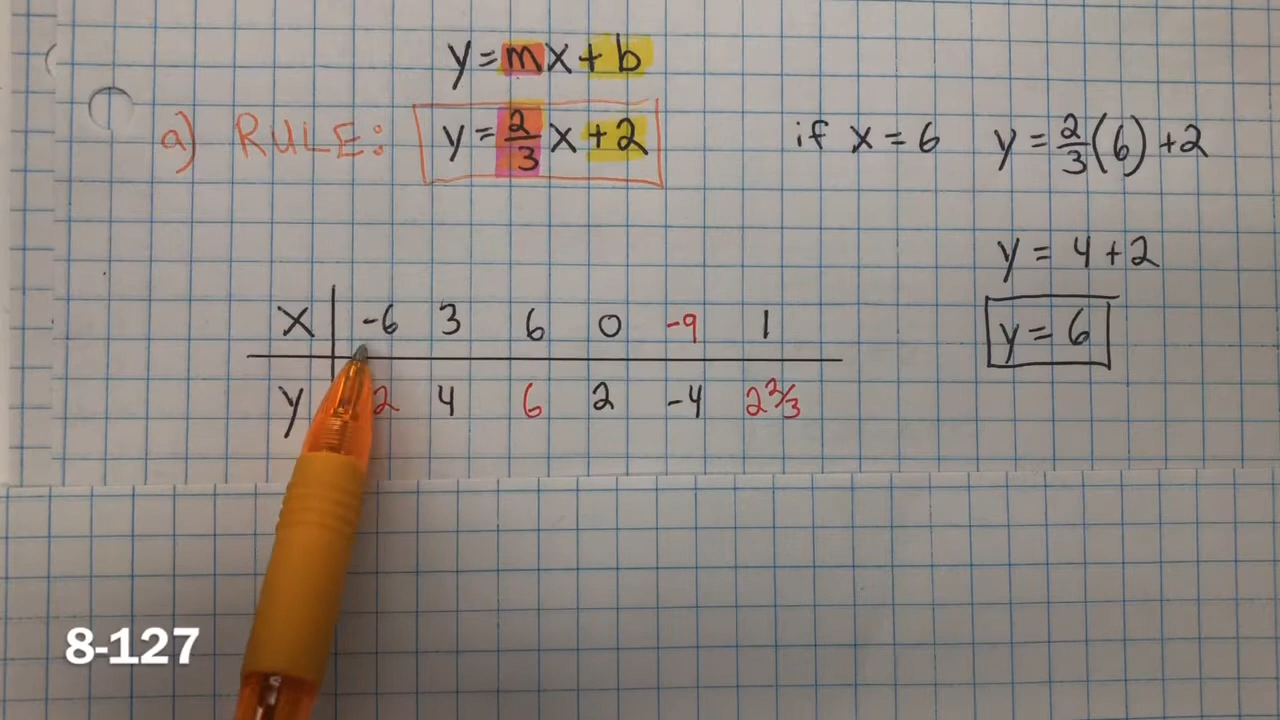 y = mx + b
a) RULE: y = 2/3 x + 2 if x = 6 y = 2/3 (6) + 2
y = 4 + 2
x | -6 3 6 0 -9 1 y = 6
y 2 4 6 2 -4 2 2/3
8-127